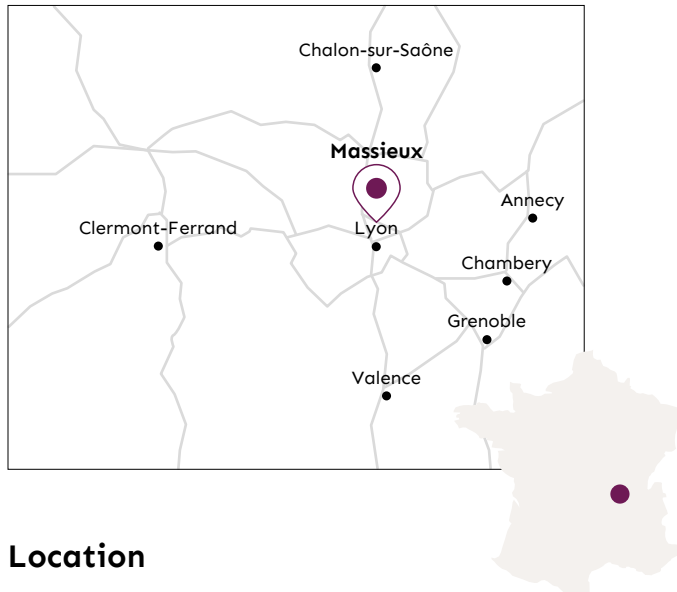 Chalon-sur-Saône
Massieux
Annecy
Clermont-Ferrand
Lyon
Chambery
Grenoble
Valence
Location